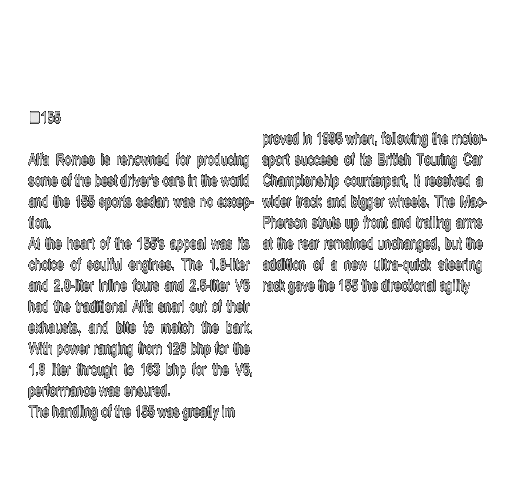 □155
Alfa Romeo is renowned for producing
some of the best driver's cars in the world
and the 155 sports sedan was no excep-
tion.
At the heart of the 155's appeal was its
choice of soulful engines. The 1.8-liter
and 2.0-liter inline fours and 2.5-liter V6
had the traditional Alfa snarl out of their
exhausts, and bite to match the bark.
With power ranging from 126 bhp for the
1.8 liter through to 163 bhp for the V6,
performance was ensured.
The handling of the 155 was greatly im
proved in 1995 when, following the motor-
sport success of its British Touring Car
Championship counterpart, it received a
wider track and bigger wheels. The Mac-
Pherson struts up front and trailing arms
at the rear remained unchanged, but the
addition of a new ultra-quick steering
rack gave the 155 the directional agility